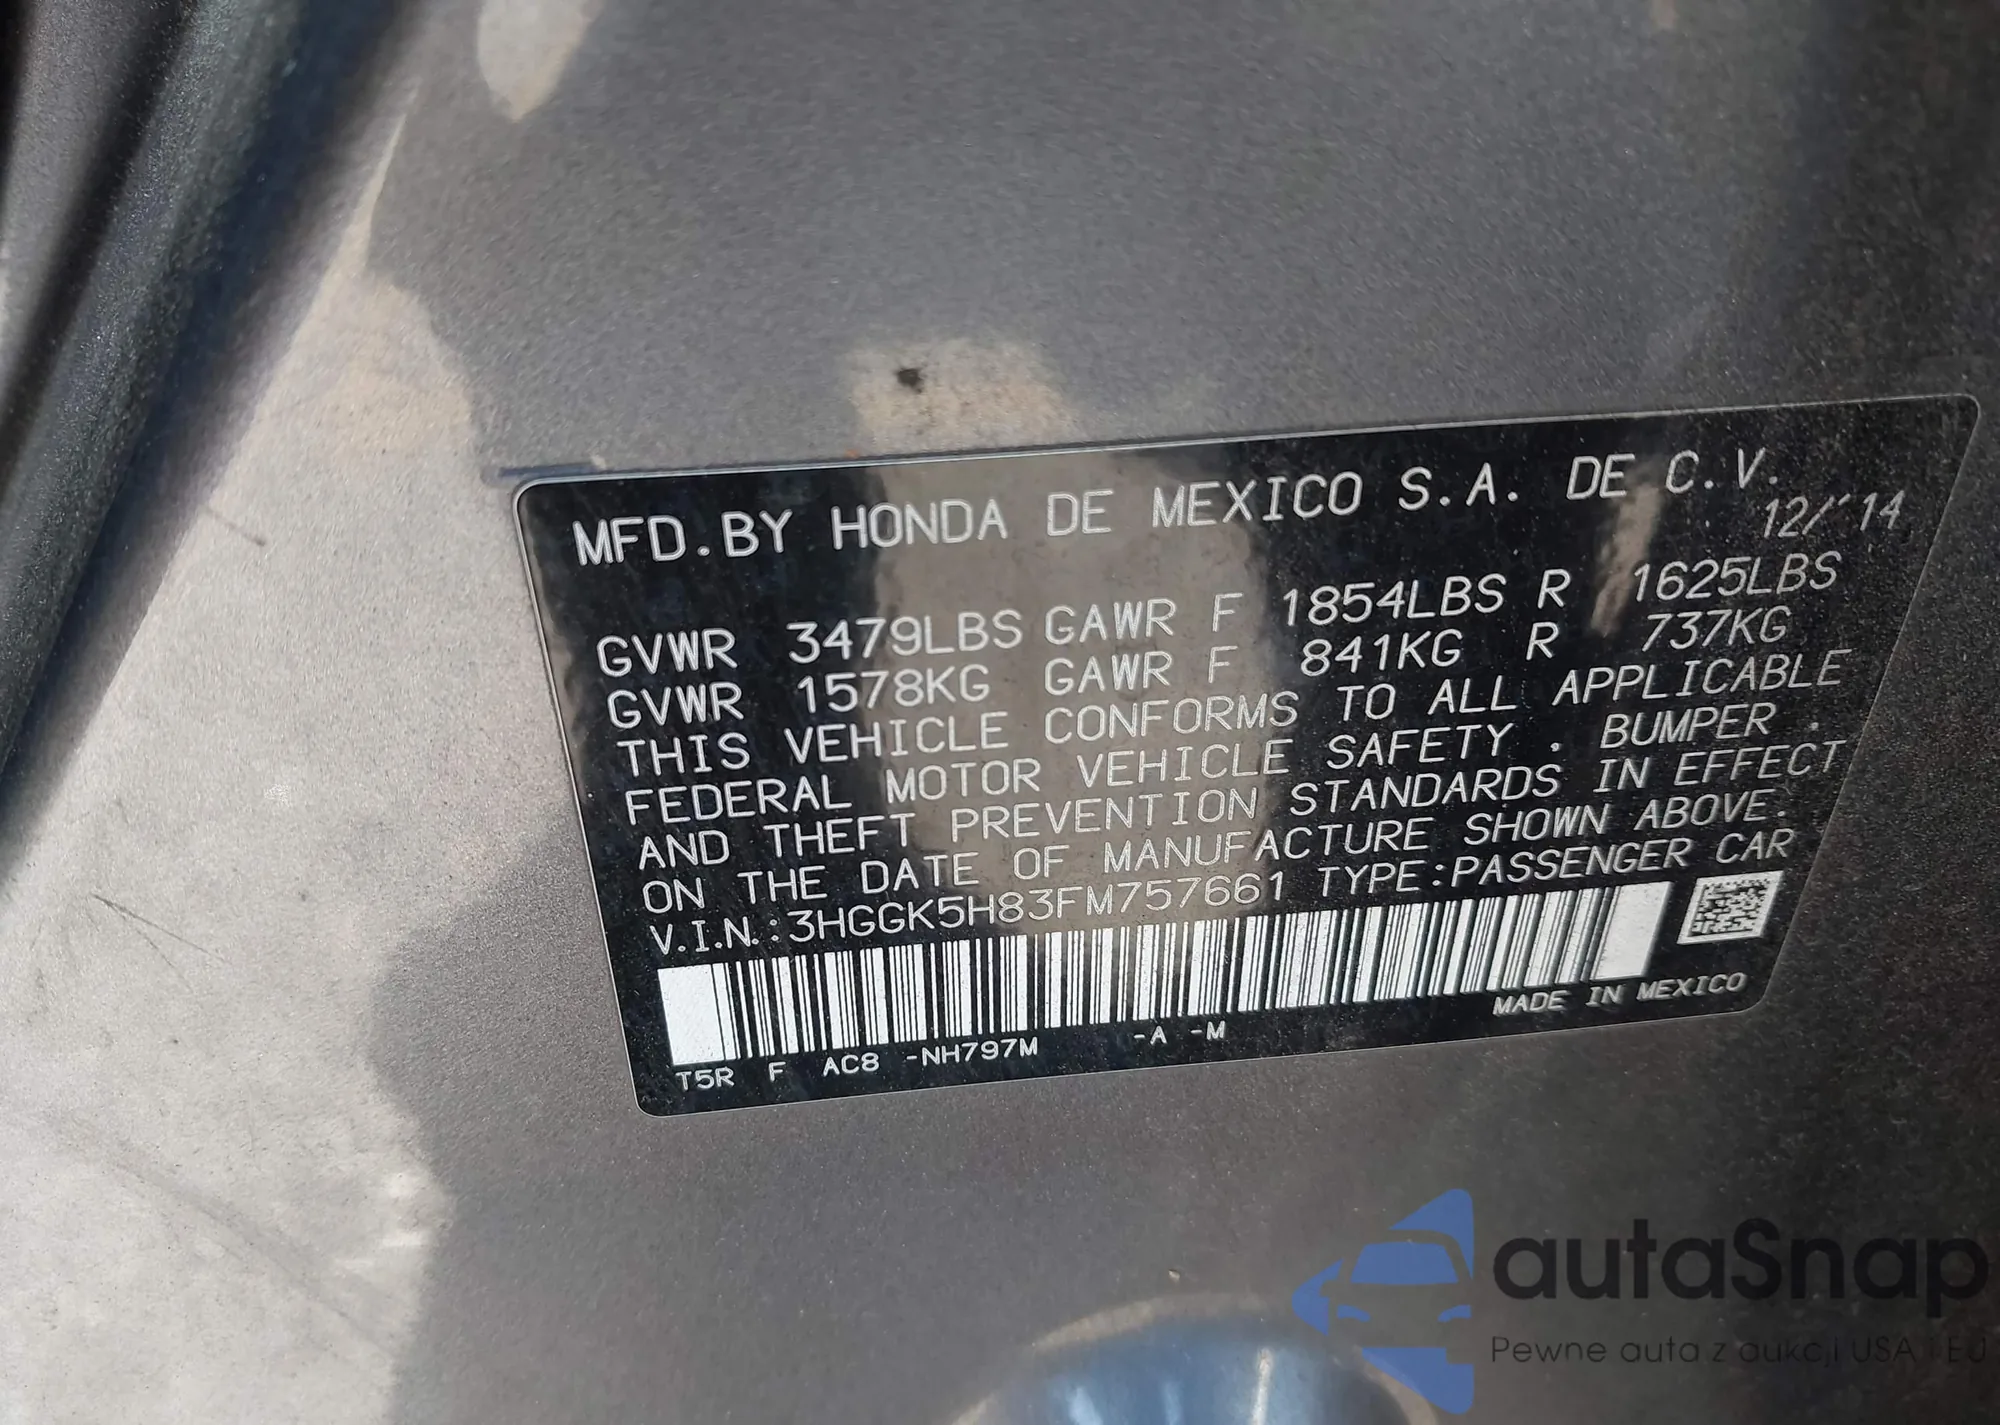 MFD.BY HONDA DE MEXICO S.A. DE C.V.
12/'14
GVWR 3479LBS GAWR F 1854LBS R 1625LBS
GVWR 1578KG GAWR F 841KG R 737KG
THIS VEHICLE CONFORMS TO ALL APPLICABLE
FEDERAL MOTOR VEHICLE SAFETY . BUMPER .
AND THEFT PREVENTION STANDARDS IN EFFECT
ON THE DATE OF MANUFACTURE SHOWN ABOVE.
V.I.N.:3HGGK5H83FM757661 TYPE:PASSENGER CAR
MADE IN MEXICO
T5R F AC8 -NH797M -A -M
autaSnap
Pewne auta z aukcji USA i EU